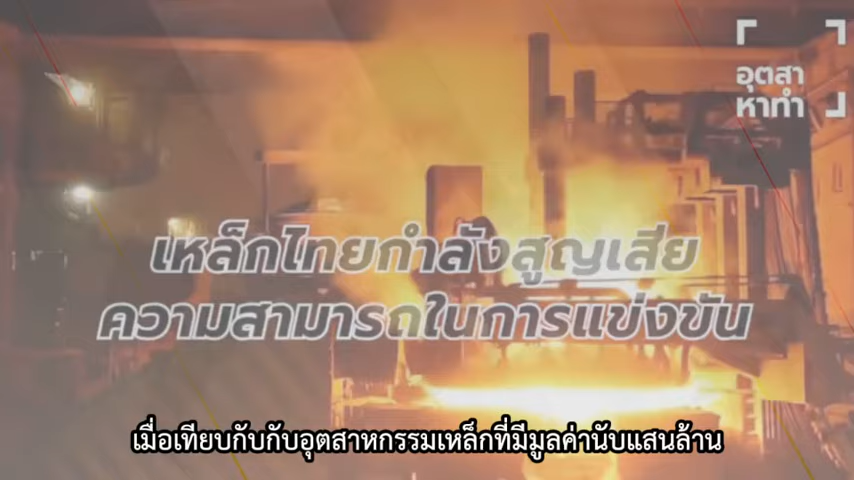 อุตสา
หาทำ
เหล็กไทยกำลังสูญเสีย
ความสามารถในการแข่งขัน
เมื่อเทียบกับกับอุตสาหกรรมเหล็กที่มีมูลค่านับแสนล้าน